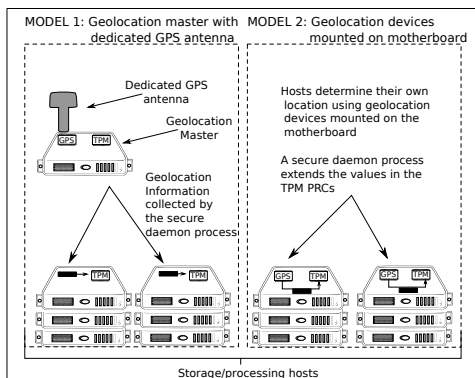 MODEL 1: Geolocation master with
dedicated GPS antenna
Dedicated GPS
antenna
GPS
TPM
Geolocation
Master
Geolocation
Information
collected by
the secure
daemon process
TPM
TPM
MODEL 2: Geolocation devices
mounted on motherboard
Hosts determine their own
location using geolocation
devices mounted on the
motherboard
A secure daemon process
extends the values in the
TPM PRCs
GPS
TPM
GPS
TPM
Storage/processing hosts